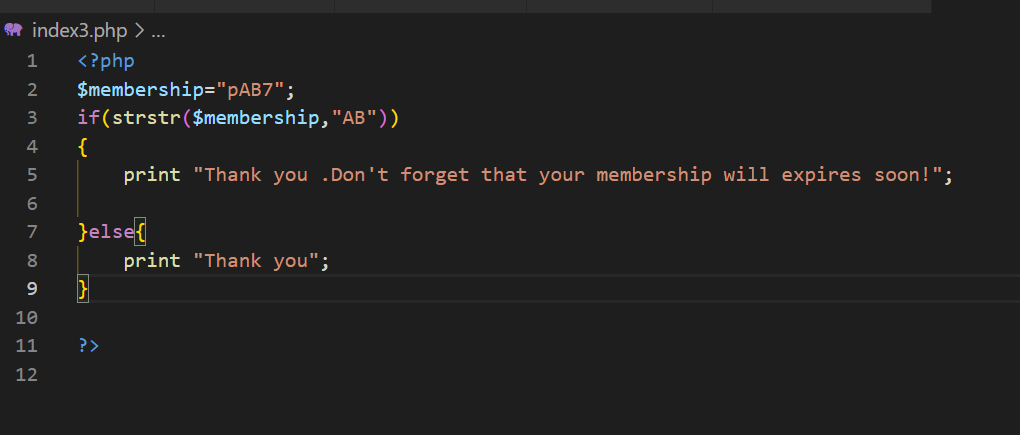 index3.php > ...
1 <?php
2 $membership="pAB7";
3 if(strstr($membership,"AB"))
4 {
5     print "Thank you .Don't forget that your membership will expires soon!";
6
7 }else{
8     print "Thank you";
9 }
10
11 ?>
12